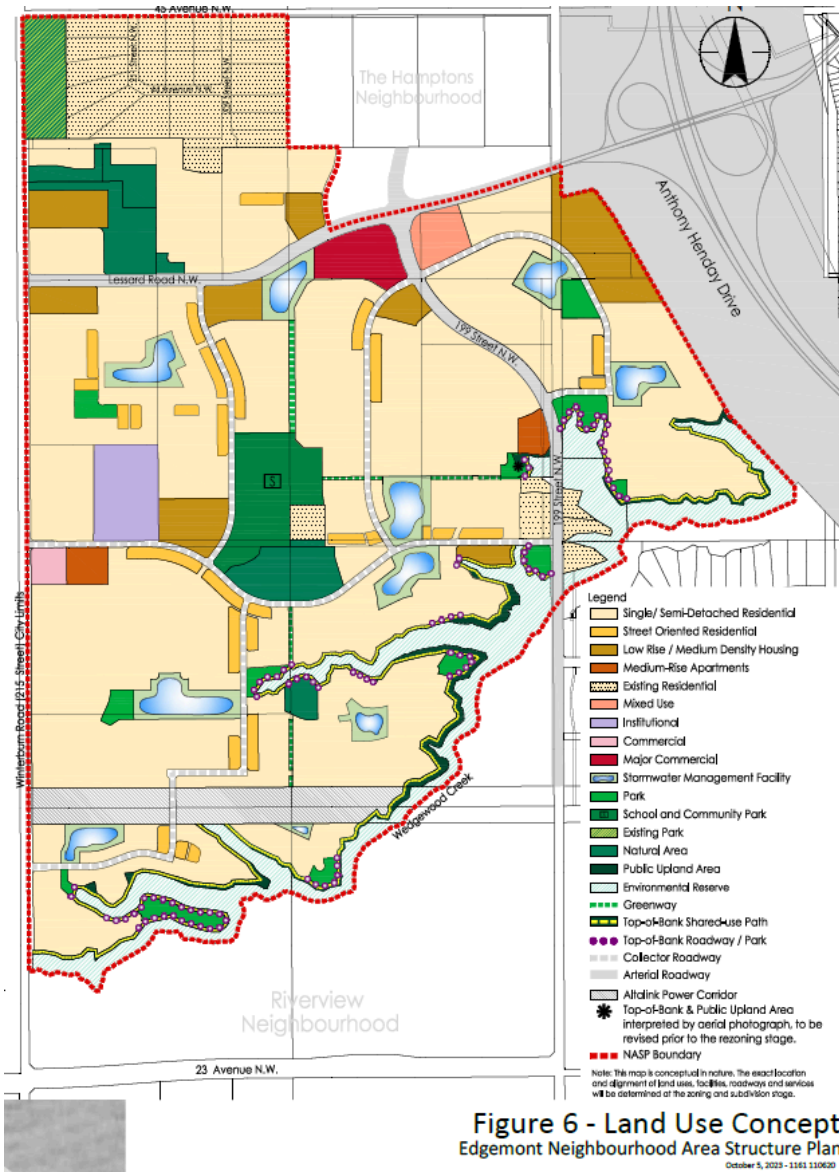 45 Avenue N.W.
N
The Hamptons
Neighbourhood
Anthony Henday Drive
Lessard Road N.W.
199 Street N.W.
S
199 Street N.W.
Winterburn Road (215 Street) City Limits
Wedgewood Creek
Riverview
Neighbourhood
23 Avenue N.W.
Legend
Single/ Semi-Detached Residential
Street Oriented Residential
Low Rise / Medium Density Housing
Medium-Rise Apartments
Existing Residential
Mixed Use
Institutional
Commercial
Major Commercial
Stormwater Management Facility
Park
School and Community Park
Existing Park
Natural Area
Public Upland Area
Environmental Reserve
Greenway
Top-of-Bank Shared-use Path
Top-of-Bank Roadway / Park
Collector Roadway
Arterial Roadway
Altalink Power Corridor
Top-of-Bank & Public Upland Area
interpreted by aerial photograph, to be
revised prior to the rezoning stage.
NASP Boundary
Note: This map is conceptual in nature. The exact location
and alignment of land uses, facilities, roadways and services
will be determined at the zoning and subdivision stage.
Figure 6 - Land Use Concept
Edgemont Neighbourhood Area Structure Plan